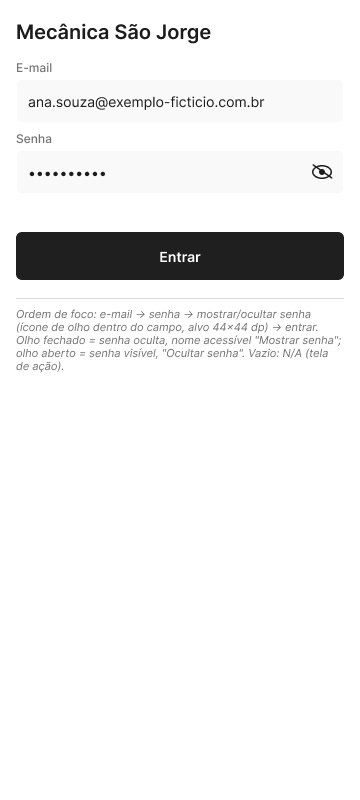 Mecânica São Jorge
E-mail
ana.souza@exemplo-ficticio.com.br
Senha
••••••••••
Entrar
Ordem de foco: e-mail → senha → mostrar/ocultar senha
(ícone de olho dentro do campo, alvo 44×44 dp) → entrar.
Olho fechado = senha oculta, nome acessível "Mostrar senha";
olho aberto = senha visível, "Ocultar senha". Vazio: N/A (tela
de ação).